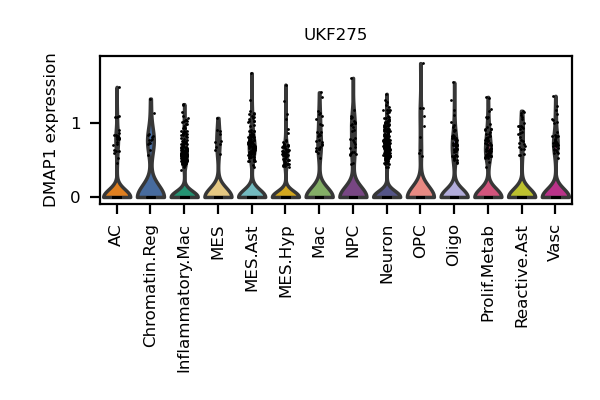 UKF275
DMAP1 expression
1
0
AC
Chromatin.Reg
Inflammatory.Mac
MES
MES.Ast
MES.Hyp
Mac
NPC
Neuron
OPC
Oligo
Prolif.Metab
Reactive.Ast
Vasc